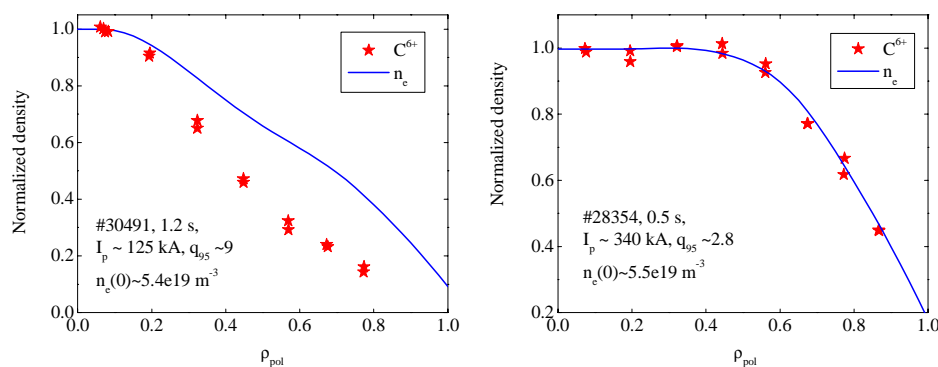 1.0
0.8
0.6
0.4
0.2
0.0
Normalized density
C⁶⁺
nₑ
#30491, 1.2 s,
Iₚ ~ 125 kA, q₉₅ ~9
nₑ(0)~5.4e19 m⁻³
0.0 0.2 0.4 0.6 0.8 1.0
ρₚₒₗ
1.0
0.8
0.6
0.4
0.2
Normalized density
C⁶⁺
nₑ
#28354, 0.5 s,
Iₚ ~ 340 kA, q₉₅ ~2.8
nₑ(0)~5.5e19 m⁻³
0.0 0.2 0.4 0.6 0.8 1.0
ρₚₒₗ